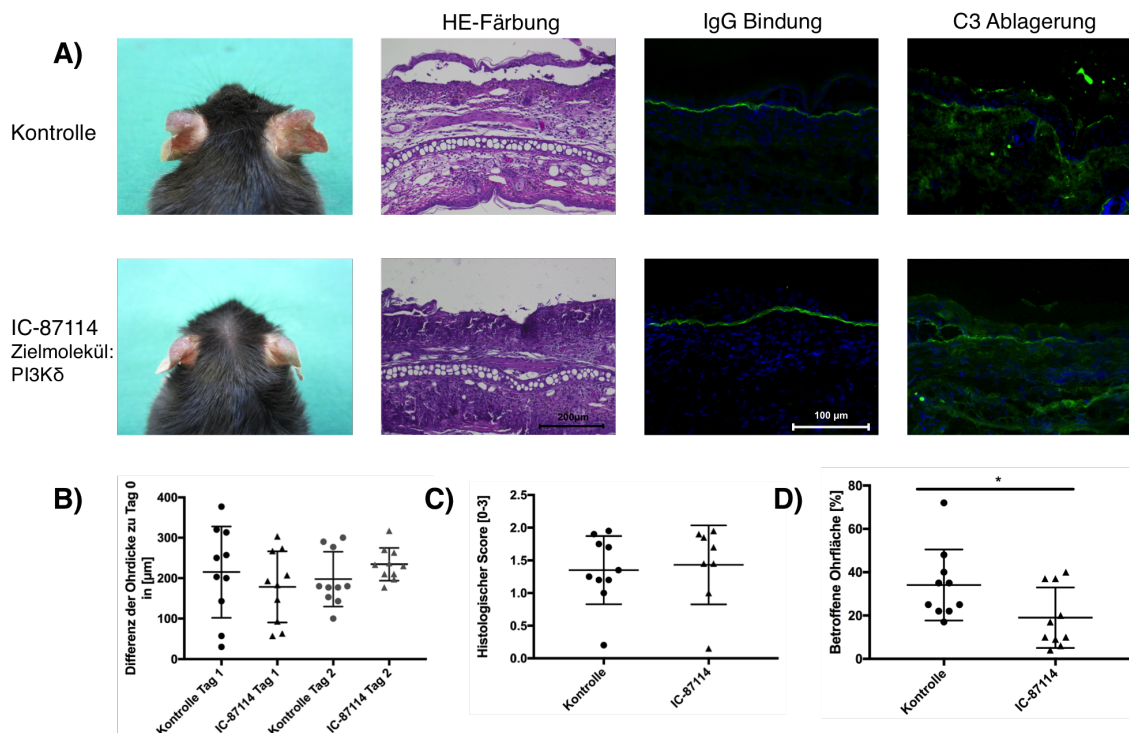 HE-Färbung
IgG Bindung
C3 Ablagerung
A)
Kontrolle
IC-87114
Zielmolekül:
PI3Kδ
200µm
100 µm
B)
Differenz der Ohrdicke zu Tag 0
in [µm]
400
300
200
100
0
Kontrolle Tag 1
IC-87114 Tag 1
Kontrolle Tag 2
IC-87114 Tag 2
C)
Histologischer Score [0-3]
2.5
2.0
1.5
1.0
0.5
0.0
Kontrolle
IC-87114
D)
Betroffene Ohrfläche [%]
80
60
40
20
0
*
Kontrolle
IC-87114